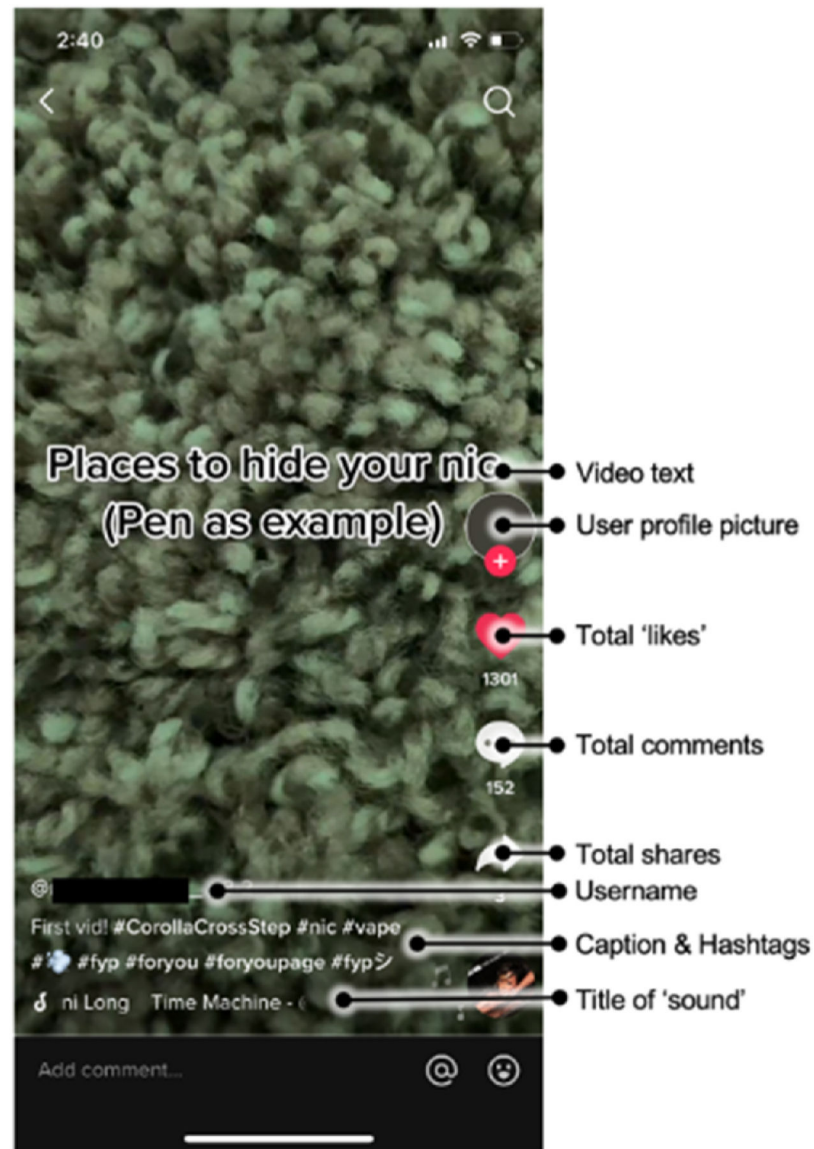 2:40
Places to hide your nic
(Pen as example)
Video text
User profile picture
Total ‘likes’
1301
Total comments
152
Total shares
@
Username
First vid! #CorollaCrossStep #nic #vape
#💨 #fyp #foryou #foryoupage #fypシ
Caption & Hashtags
ni Long Time Machine -
Title of ‘sound’
Add comment...